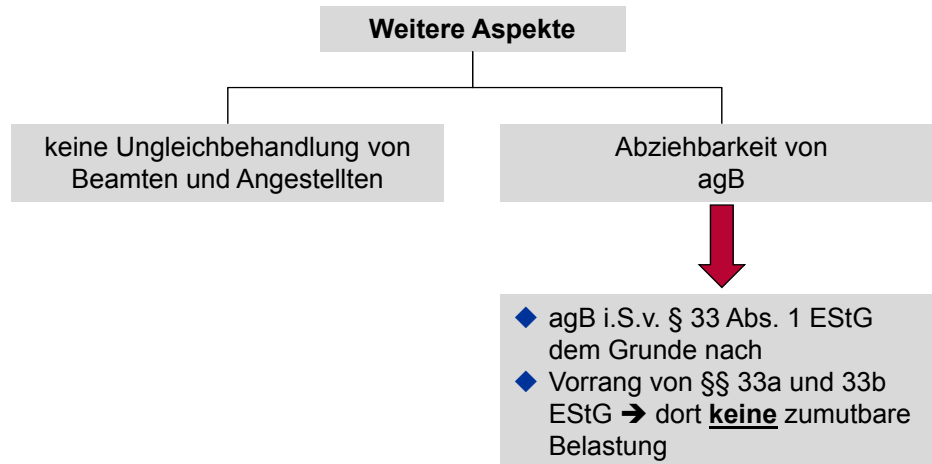 Weitere Aspekte
keine Ungleichbehandlung von
Beamten und Angestellten
Abziehbarkeit von
agB
◆ agB i.S.v. § 33 Abs. 1 EStG
dem Grunde nach
◆ Vorrang von §§ 33a und 33b
EStG ➔ dort keine zumutbare
Belastung